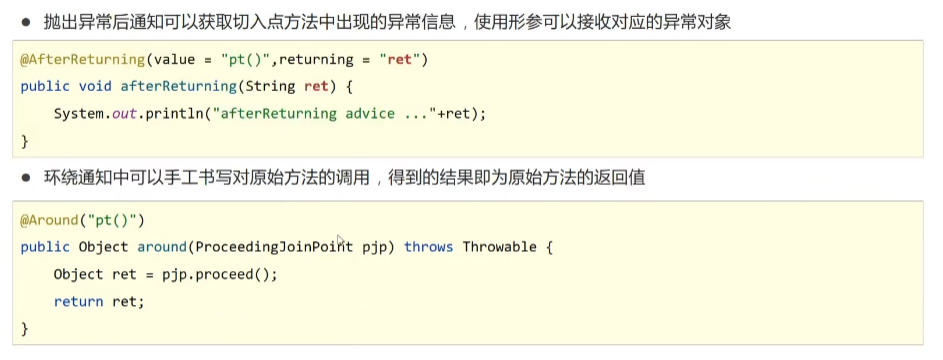 ● 抛出异常后通知可以获取切入点方法中出现的异常信息，使用形参可以接收对应的异常对象
@AfterReturning(value = "pt()",returning = "ret")
public void afterReturning(String ret) {
    System.out.println("afterReturning advice ..."+ret);
}
● 环绕通知中可以手工书写对原始方法的调用，得到的结果即为原始方法的返回值
@Around("pt()")
public Object around(ProceedingJoinPoint pjp) throws Throwable {
    Object ret = pjp.proceed();
    return ret;
}